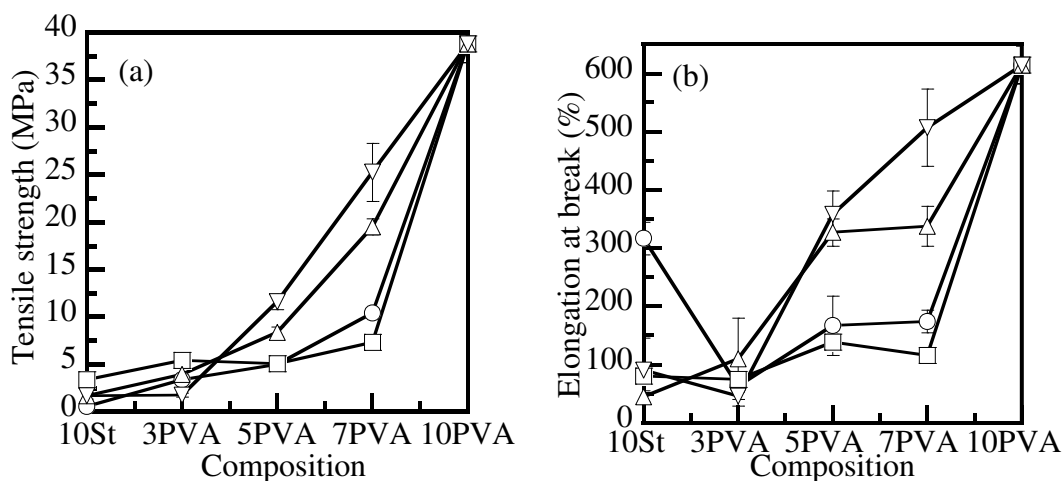 (a)
Tensile strength (MPa)
40
35
30
25
20
15
10
5
0
10St 3PVA 5PVA 7PVA 10PVA
Composition
(b)
Elongation at break (%)
600
500
400
300
200
100
0
10St 3PVA 5PVA 7PVA 10PVA
Composition